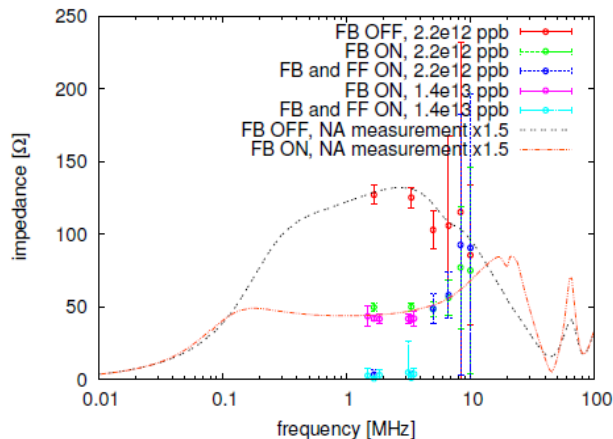 FB OFF, 2.2e12 ppb
FB ON, 2.2e12 ppb
FB and FF ON, 2.2e12 ppb
FB ON, 1.4e13 ppb
FB and FF ON, 1.4e13 ppb
FB OFF, NA measurement x1.5
FB ON, NA measurement x1.5
impedance [Ω]
250
200
150
100
50
0
0.01 0.1 1 10 100
frequency [MHz]